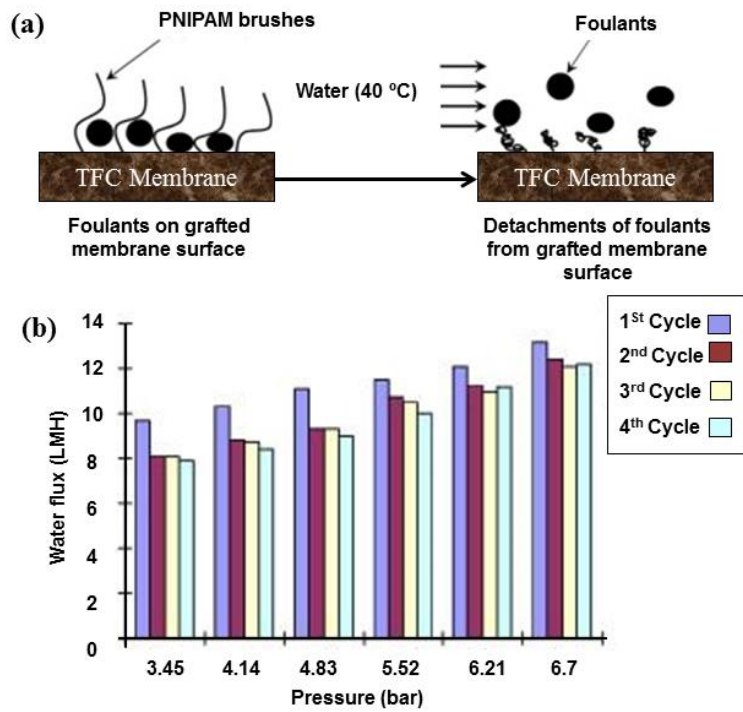 (a)
PNIPAM brushes
Foulants
Water (40 ºC)
TFC Membrane
TFC Membrane
Foulants on grafted
membrane surface
Detachments of foulants
from grafted membrane
surface
(b)
14
12
10
8
6
4
2
0
Water flux (LMH)
3.45
4.14
4.83
5.52
6.21
6.7
Pressure (bar)
1St Cycle
2nd Cycle
3rd Cycle
4th Cycle